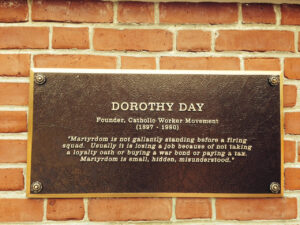 DOROTHY DAY
Founder, Catholic Worker Movement
(1897 - 1980)
"Martyrdom is not gallantly standing before a firing
squad. Usually it is losing a job because of not taking
a loyalty oath or buying a war bond or paying a tax.
Martyrdom is small, hidden, misunderstood."